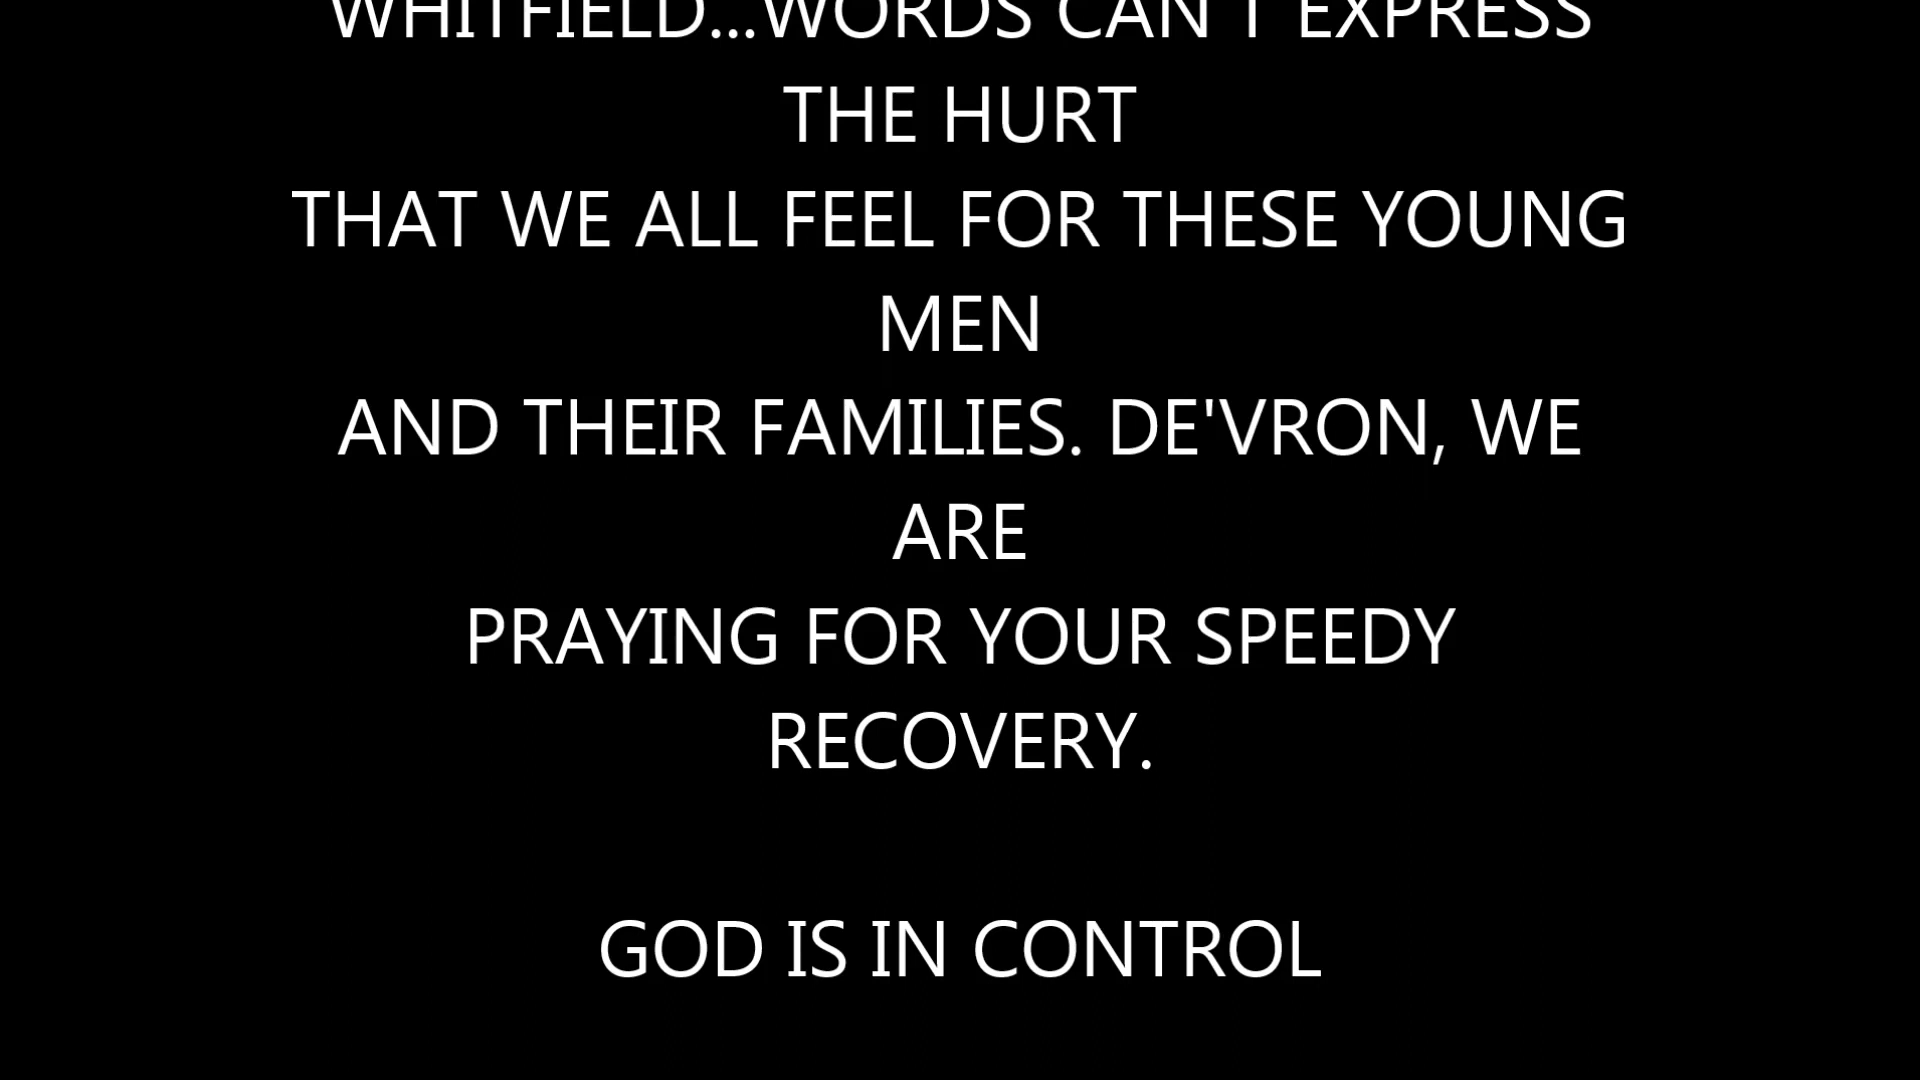 WHITFIELD...WORDS CAN'T EXPRESS
THE HURT
THAT WE ALL FEEL FOR THESE YOUNG
MEN
AND THEIR FAMILIES. DE'VRON, WE
ARE
PRAYING FOR YOUR SPEEDY
RECOVERY.
GOD IS IN CONTROL